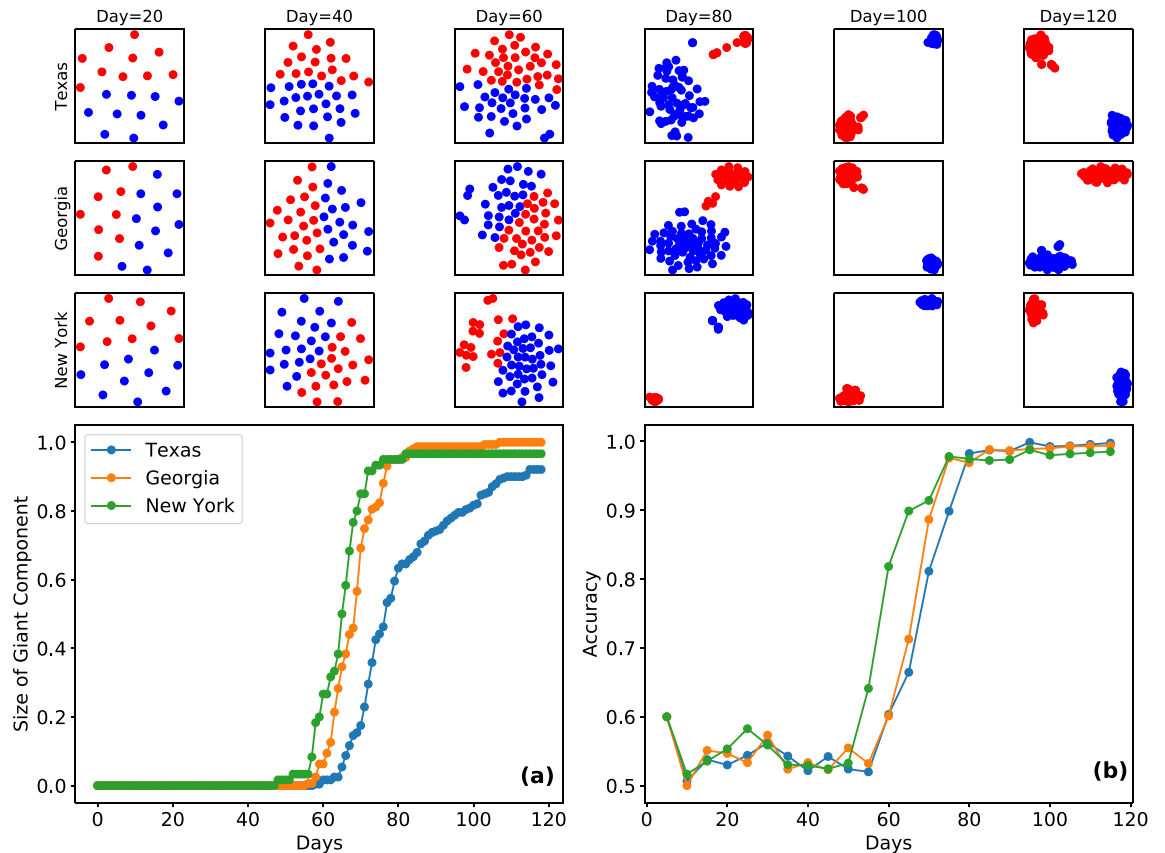 Day=20 Day=40 Day=60 Day=80 Day=100 Day=120
Texas
Georgia
New York
1.0
0.8
0.6
0.4
0.2
0.0
Size of Giant Component
Texas
Georgia
New York
(a)
0 20 40 60 80 100 120
Days
1.0
0.9
0.8
0.7
0.6
0.5
Accuracy
(b)
0 20 40 60 80 100 120
Days